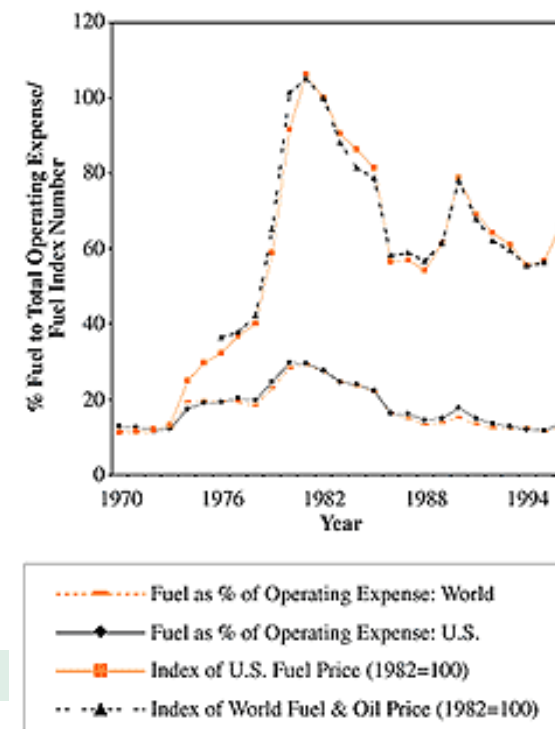 120
100
80
60
40
20
0
% Fuel to Total Operating Expense/
Fuel Index Number
1970 1976 1982 1988 1994
Year
Fuel as % of Operating Expense: World
Fuel as % of Operating Expense: U.S.
Index of U.S. Fuel Price (1982=100)
Index of World Fuel & Oil Price (1982=100)